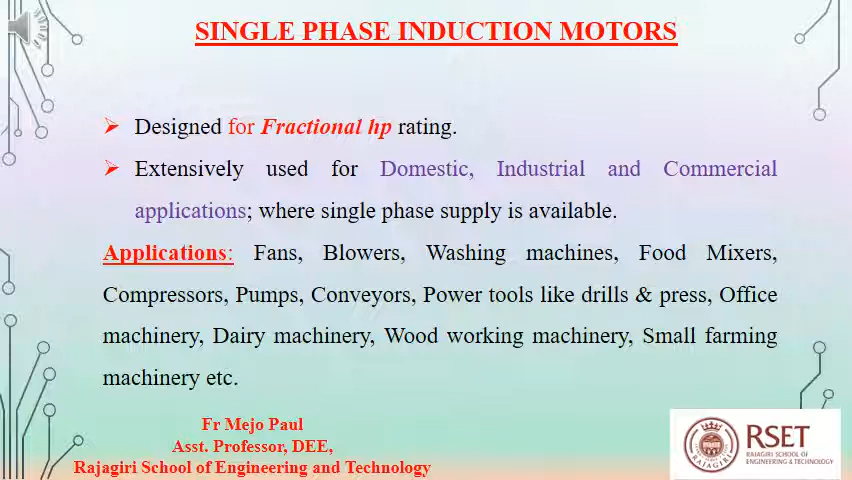 SINGLE PHASE INDUCTION MOTORS
➢ Designed for Fractional hp rating.
➢ Extensively used for Domestic, Industrial and Commercial
applications; where single phase supply is available.
Applications: Fans, Blowers, Washing machines, Food Mixers,
Compressors, Pumps, Conveyors, Power tools like drills & press, Office
machinery, Dairy machinery, Wood working machinery, Small farming
machinery etc.
Fr Mejo Paul
Asst. Professor, DEE,
Rajagiri School of Engineering and Technology
RAJAGIRI
RSET
RAJAGIRI SCHOOL OF
ENGINEERING & TECHNOLOGY